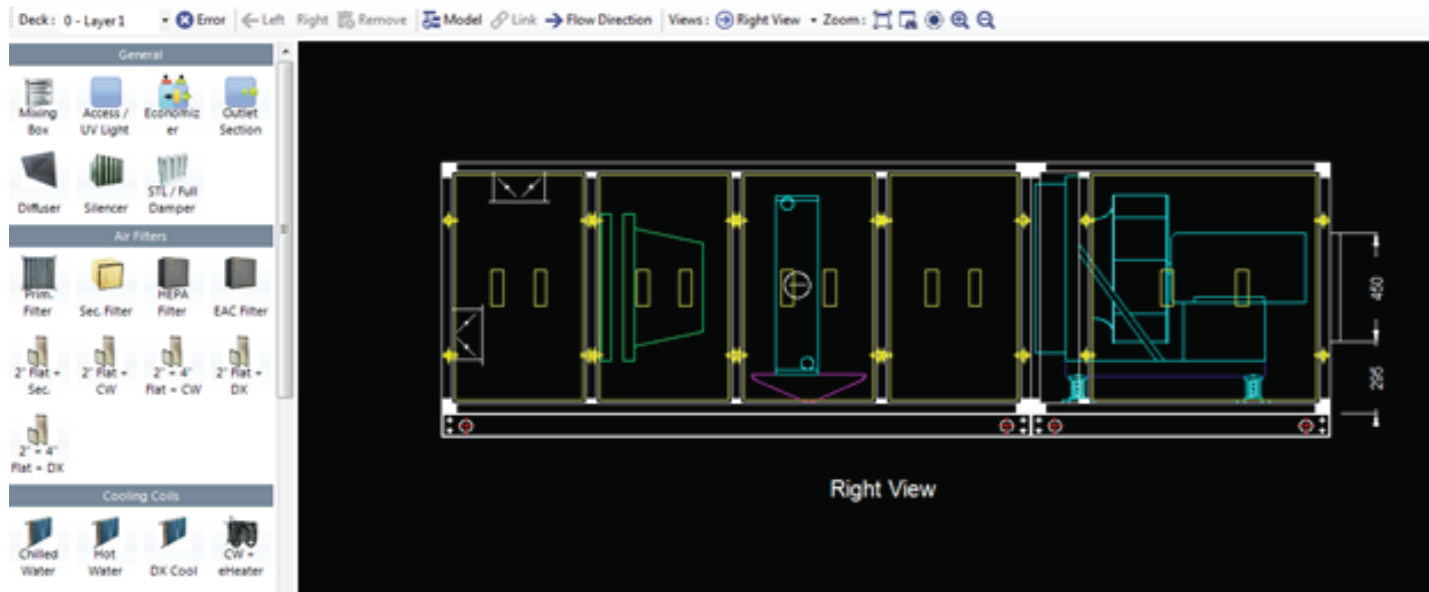 Deck: 0 - Layer1 Error Left Right Remove Model Link Flow Direction Views: Right View Zoom:
General
Mixing Box
Access / UV Light
Economiz er
Outlet Section
Diffuser
Silencer
STL / Full Damper
Air Filters
Prim. Filter
Sec. Filter
HEPA Filter
EAC Filter
2" Flat + Sec.
2" Flat + CW
2" + 4" Flat + CW
2" Flat + DX
2" + 4" Flat + DX
Cooling Coils
Chilled Water
Hot Water
DX Cool
CW + eHeater
450
295
Right View